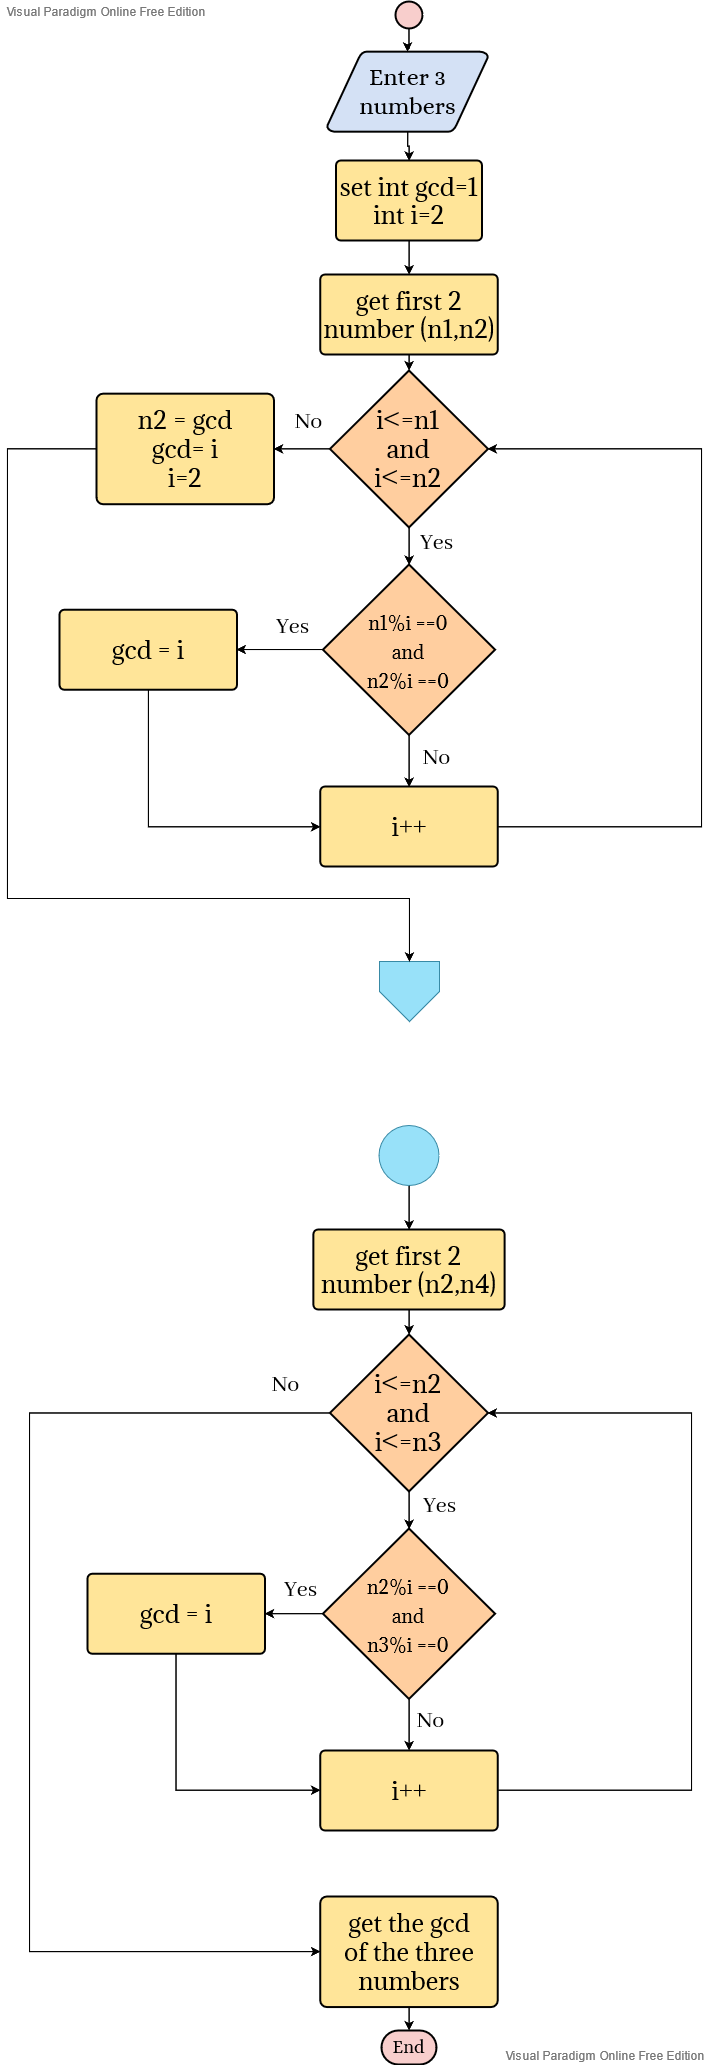 Visual Paradigm Online Free Edition
Enter 3
numbers
set int gcd=1
int i=2
get first 2
number (n1,n2)
i<=n1
and
i<=n2
No
n2 = gcd
gcd= i
i=2
Yes
n1%i ==0
and
n2%i ==0
Yes
gcd = i
No
i++
get first 2
number (n2,n4)
i<=n2
and
i<=n3
No
Yes
n2%i ==0
and
n3%i ==0
Yes
gcd = i
No
i++
get the gcd
of the three
numbers
End
Visual Paradigm Online Free Edition